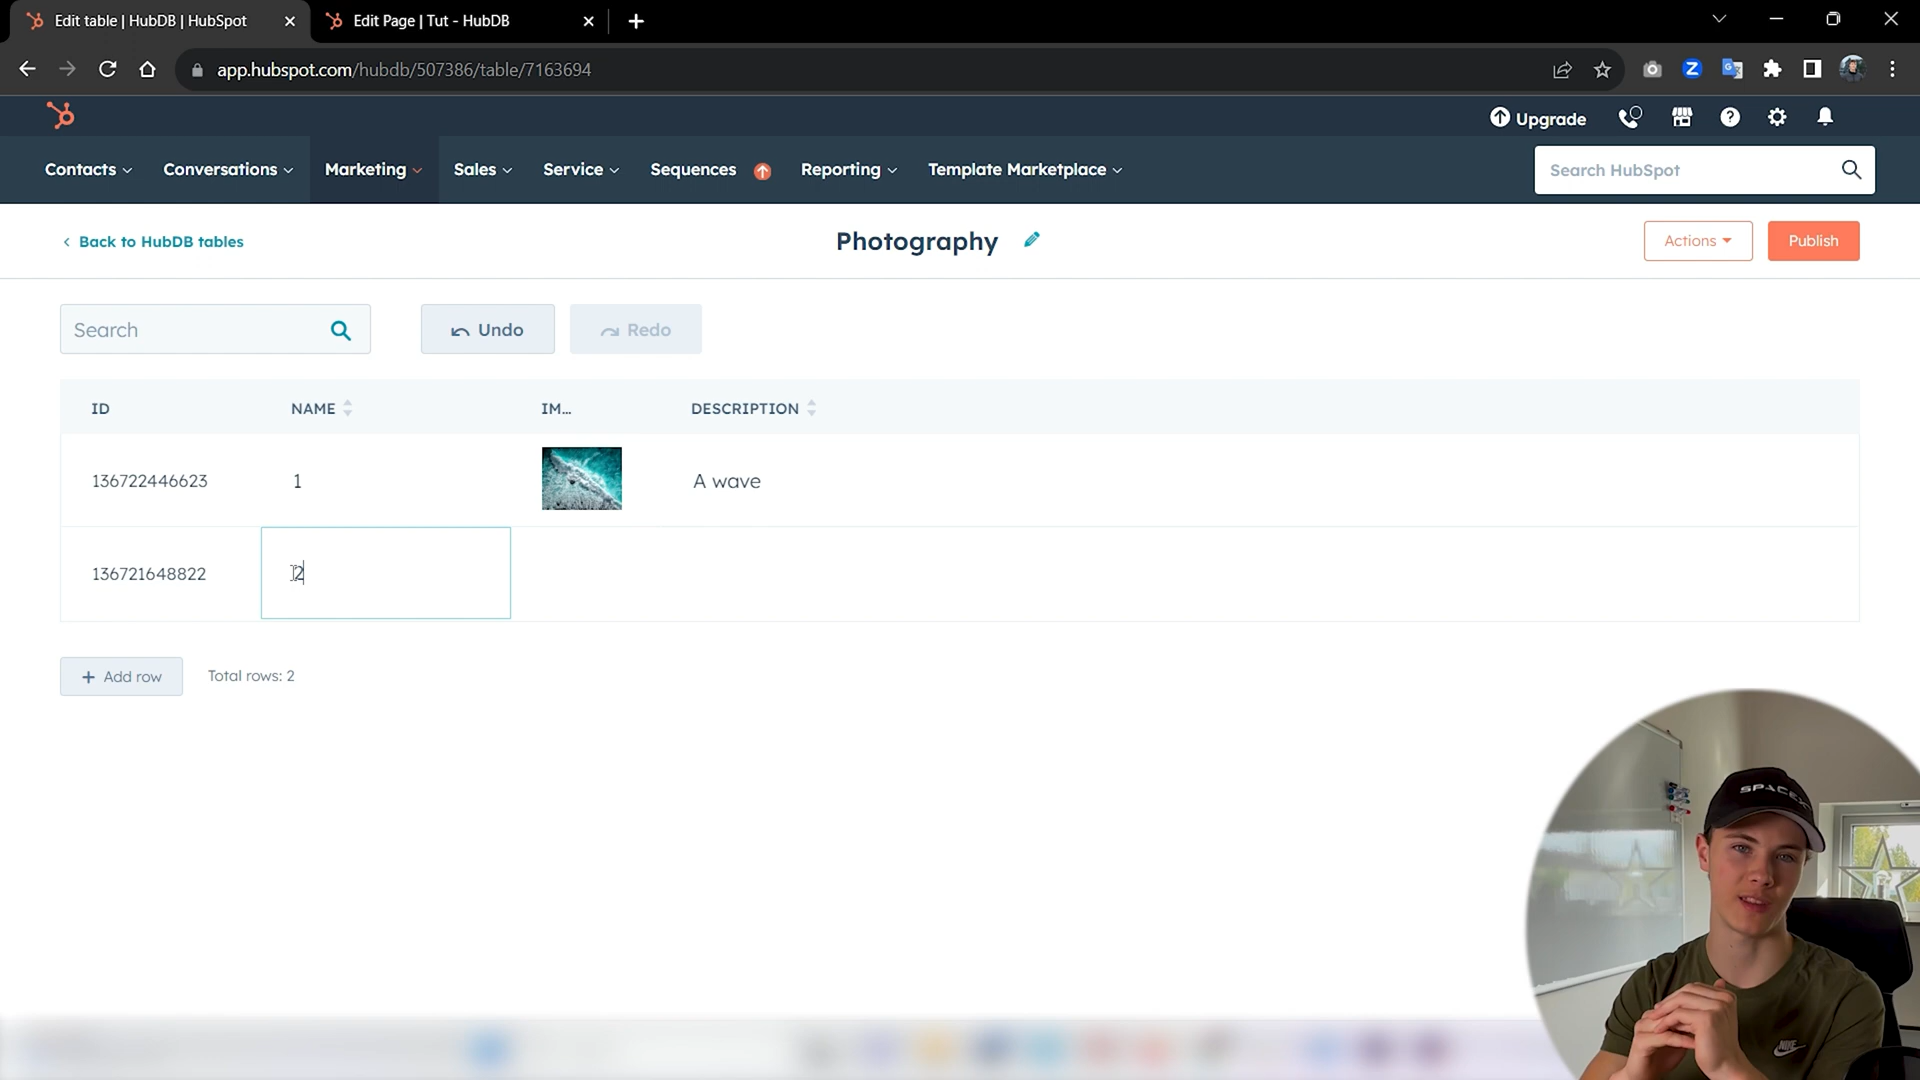 Edit table | HubDB | HubSpot
Edit Page | Tut - HubDB
app.hubspot.com/hubdb/507386/table/7163694
Upgrade
Contacts
Conversations
Marketing
Sales
Service
Sequences
Reporting
Template Marketplace
Search HubSpot
Back to HubDB tables
Photography
Actions
Publish
Search
Undo
Redo
ID NAME IM... DESCRIPTION
136722446623 1 A wave
136721648822 2
+ Add row
Total rows: 2
SPACEX
NIKE